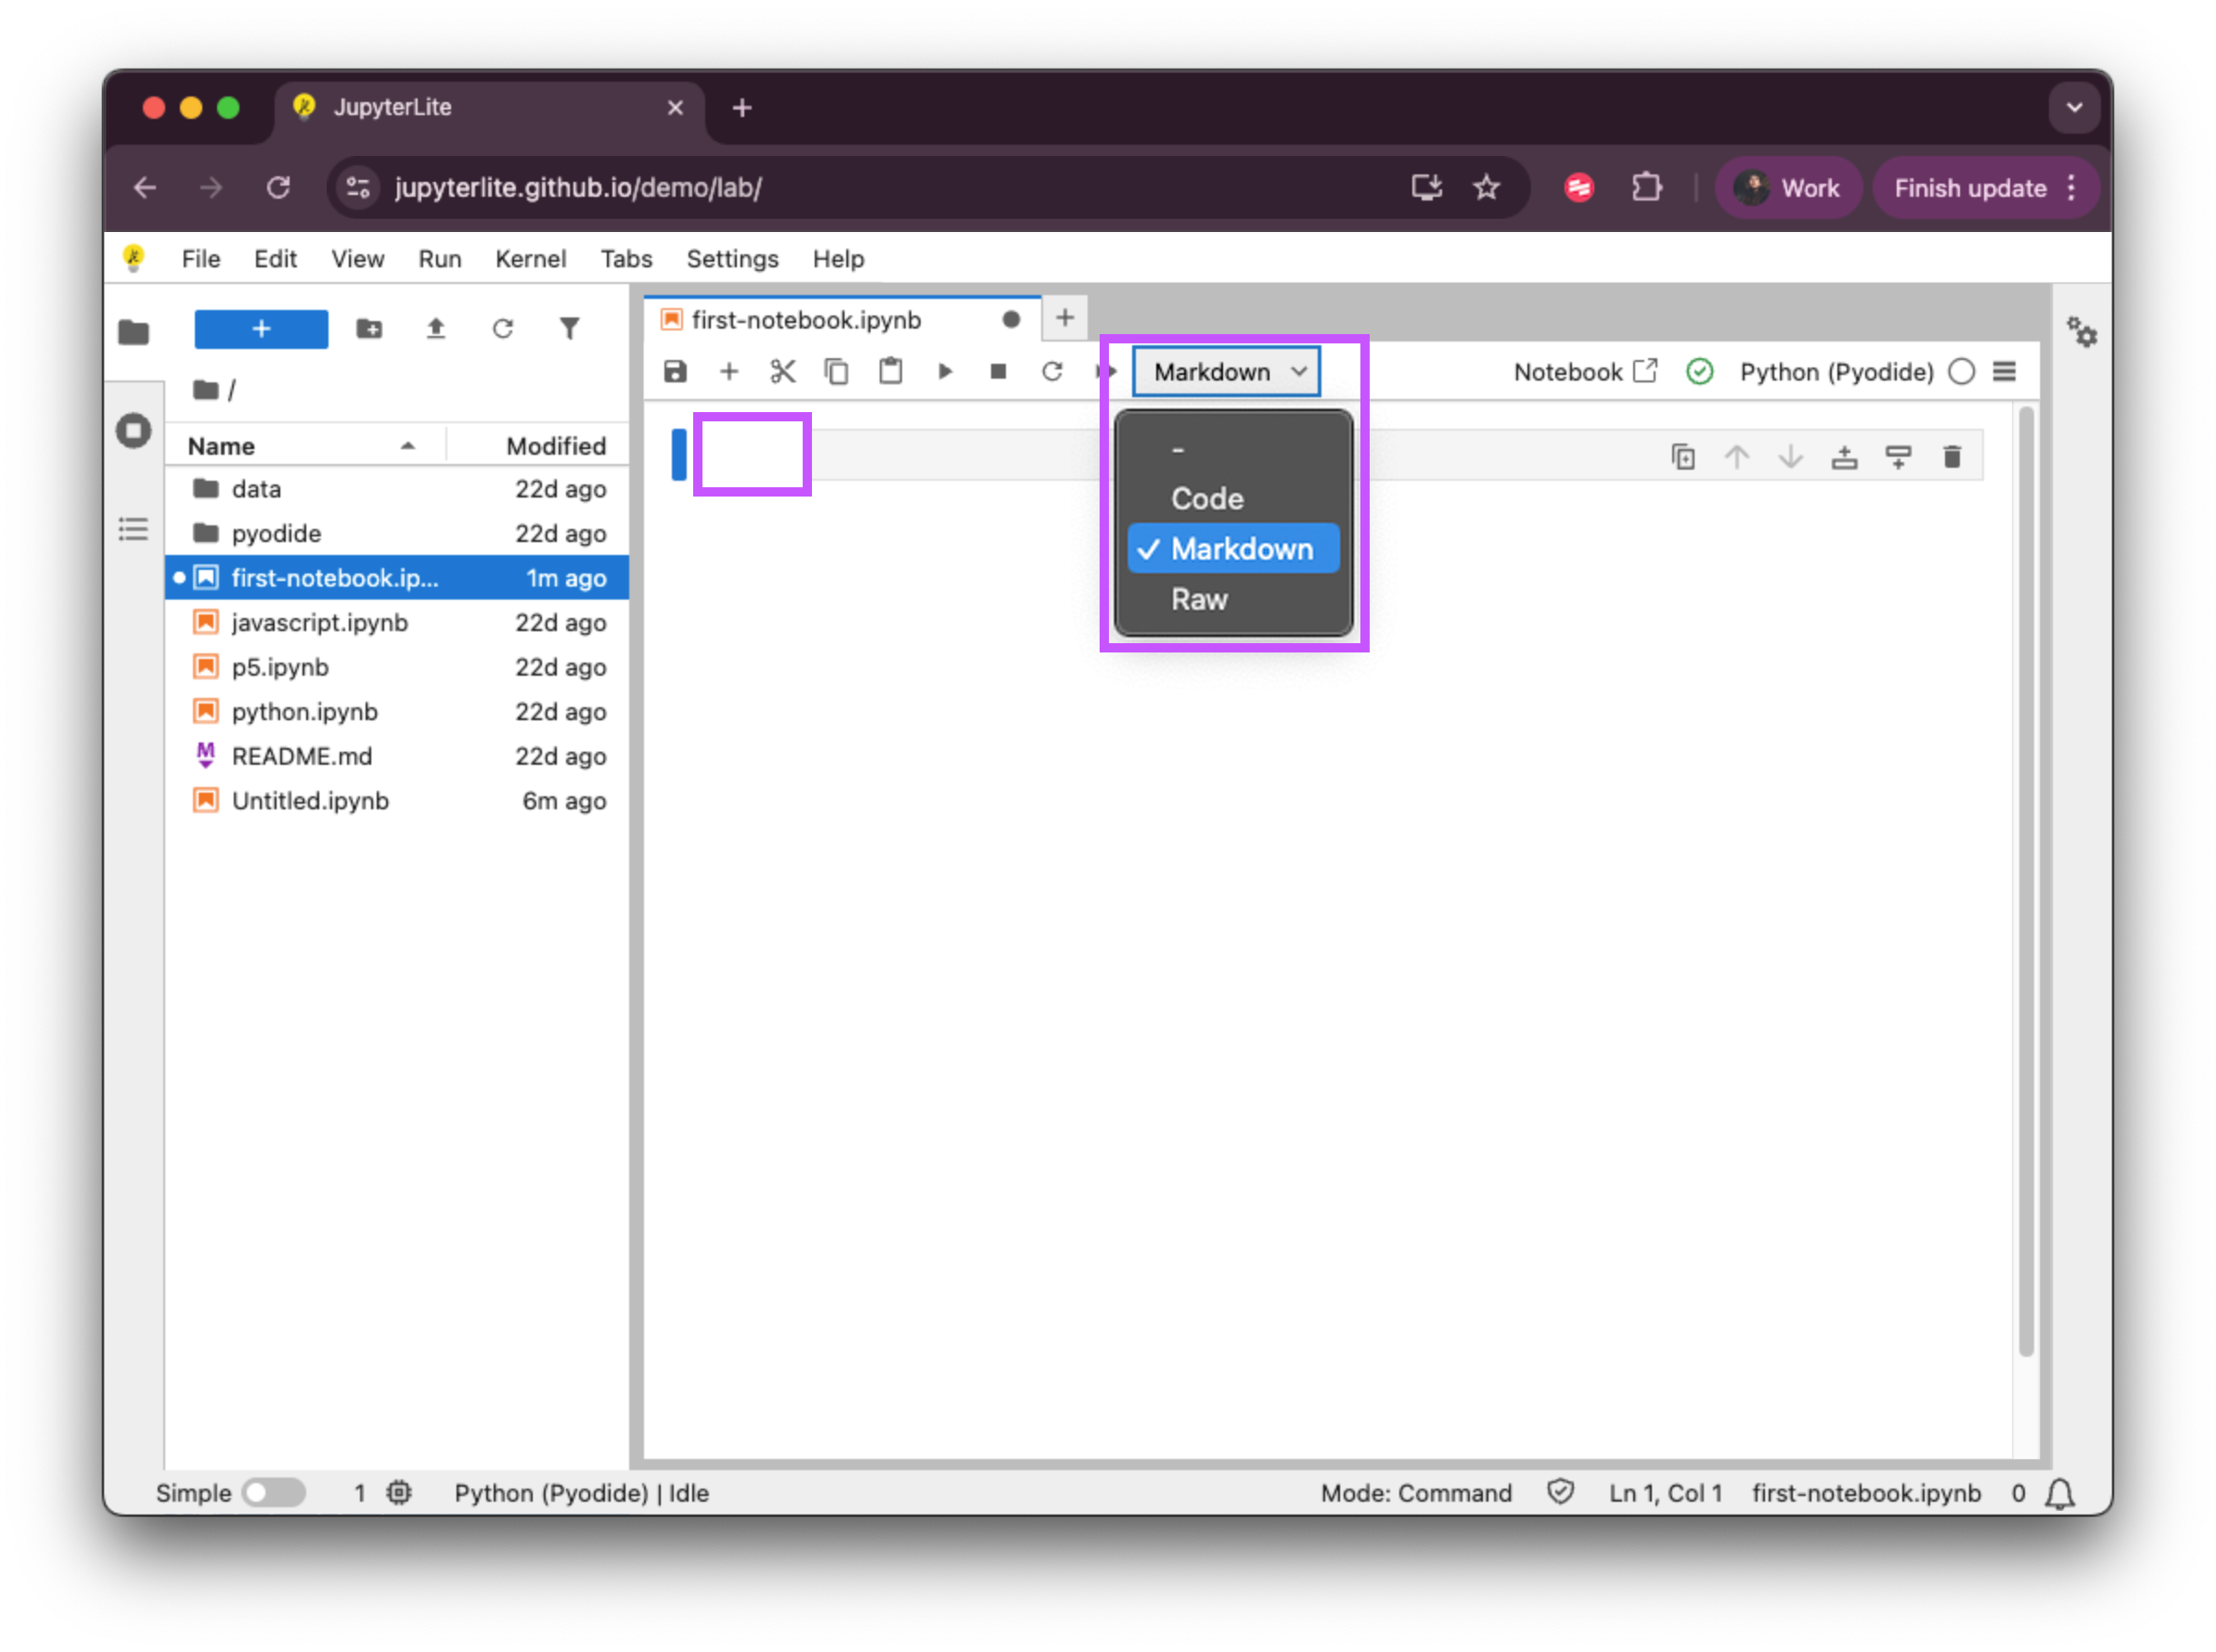 JupyterLite
jupyterlite.github.io/demo/lab/
Work
Finish update
File Edit View Run Kernel Tabs Settings Help
/
Name Modified
data 22d ago
pyodide 22d ago
first-notebook.ip... 1m ago
javascript.ipynb 22d ago
p5.ipynb 22d ago
python.ipynb 22d ago
README.md 22d ago
Untitled.ipynb 6m ago
first-notebook.ipynb
Markdown
Notebook
Python (Pyodide)
-
Code
✓ Markdown
Raw
Simple 1 Python (Pyodide) | Idle Mode: Command Ln 1, Col 1 first-notebook.ipynb 0